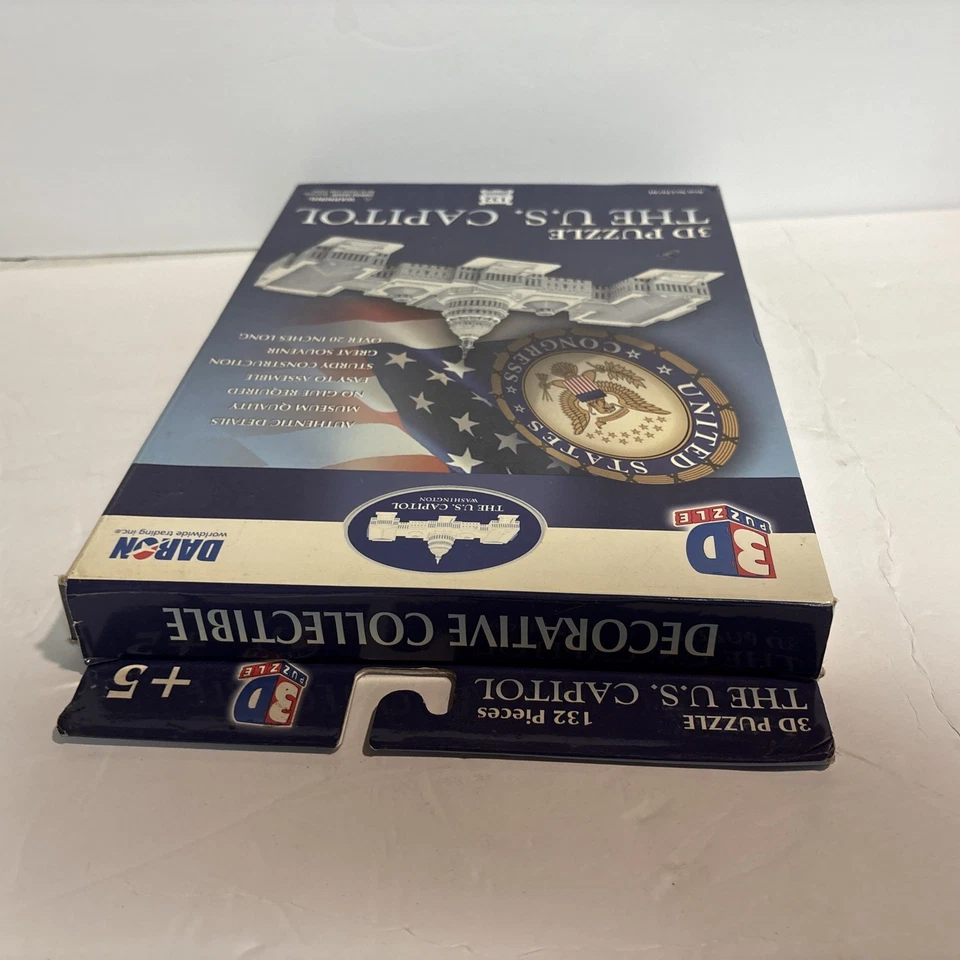 3D PUZZLE
THE U.S. CAPITOL
132 Pieces
3D
PUZZLE
+5
DECORATIVE COLLECTIBLE
3D
PUZZLE
THE U.S. CAPITOL
WASHINGTON
DARON
worldwide trading inc.®
UNITED STATES
★ CONGRESS ★
AUTHENTIC DETAILS
MUSEUM QUALITY
NO GLUE REQUIRED
EASY TO ASSEMBLE
STURDY CONSTRUCTION
GREAT SOUVENIR
OVER 20 INCHES LONG
3D PUZZLE
THE U.S. CAPITOL
132
WARNING: